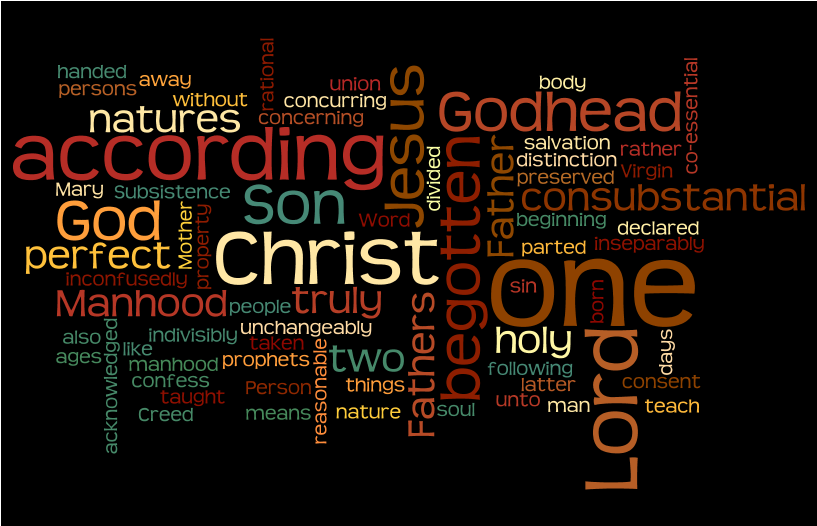 handed
persons
away
without
rational
union
concurring
concerning
natures
according
Jesus
Godhead
body
co-essential
salvation
rather
distinction
Virgin
preserved
divided
Father
consubstantial
Mary
Subsistence
Son
Word
begotten
beginning
declared
God
Mother
property
parted
inseparably
perfect
Christ
one
sin
born
inconfusedly
Manhood
people
truly
Fathers
unchangeably
holy
Lord
days
also
acknowledged
indivisibly
taken
ages
like
manhood
prophets
reasonable
two
following
confess
Person
things
latter
consent
taught
unto
man
teach
Creed
means
nature
soul